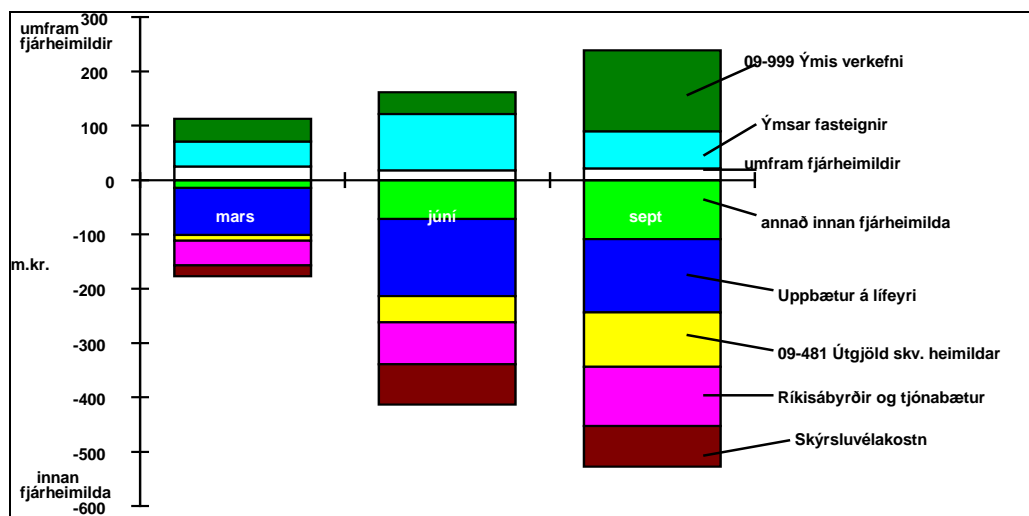 umfram
fjárheimildir
300
200
100
0
-100
m.kr.
-200
-300
-400
-500
innan
fjárheimilda
-600
mars
júní
sept
09-999 Ýmis verkefni
Ýmsar fasteignir
umfram fjárheimildir
annað innan fjárheimilda
Uppbætur á lífeyri
09-481 Útgjöld skv. heimildar
Ríkisábyrðir og tjónabætur
Skýrsluvélakostn